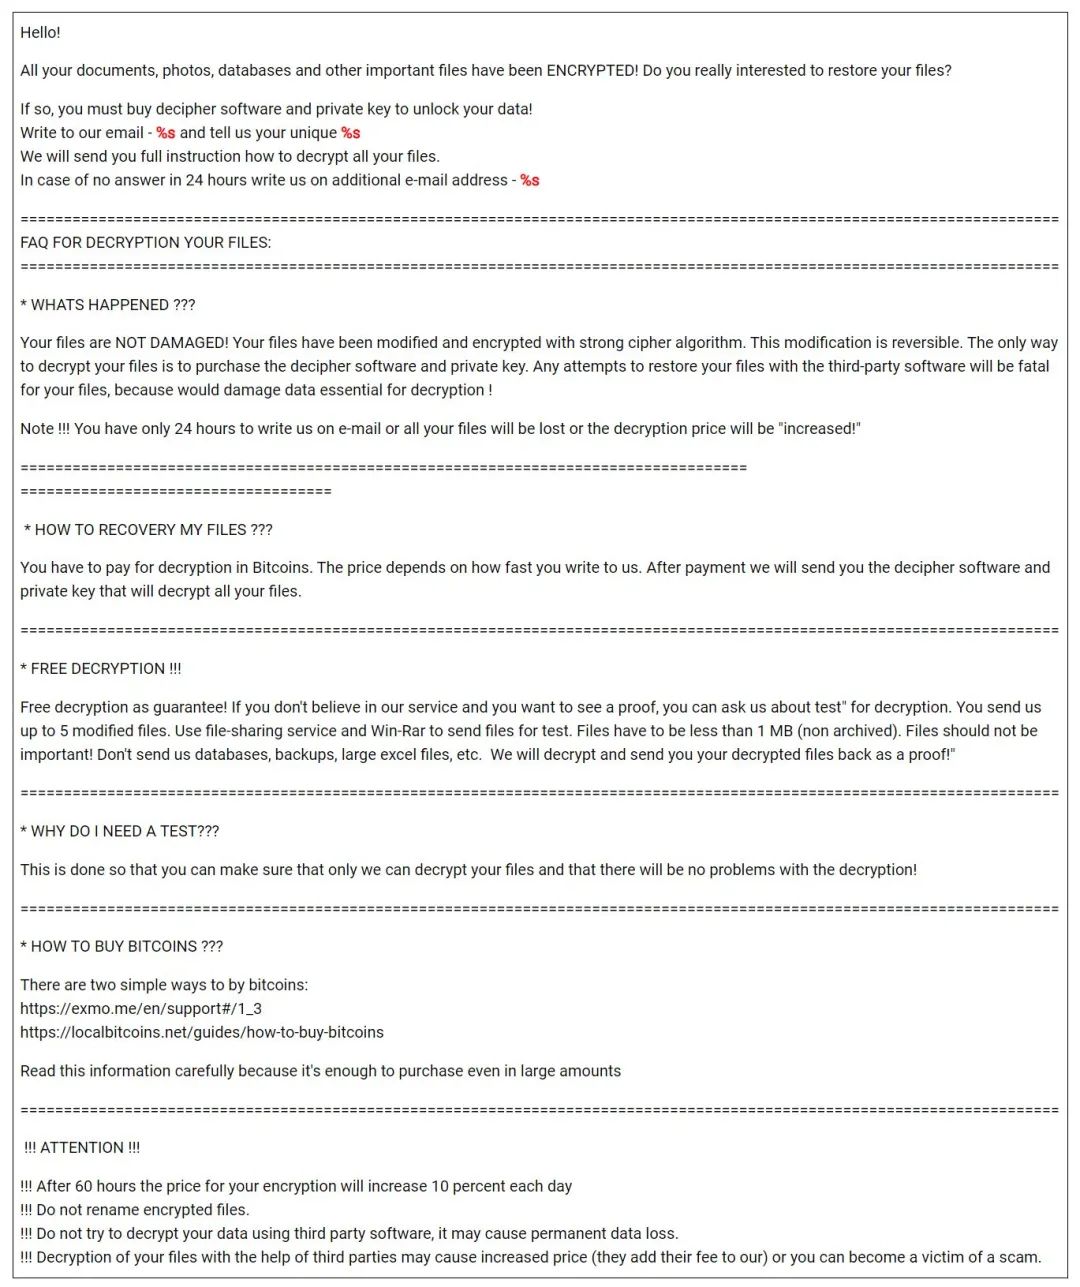 Hello!
All your documents, photos, databases and other important files have been ENCRYPTED! Do you really interested to restore your files?
If so, you must buy decipher software and private key to unlock your data!
Write to our email - %s and tell us your unique %s
We will send you full instruction how to decrypt all your files.
In case of no answer in 24 hours write us on additional e-mail address - %s
========================================================================================================================
FAQ FOR DECRYPTION YOUR FILES:
========================================================================================================================
* WHATS HAPPENED ???
Your files are NOT DAMAGED! Your files have been modified and encrypted with strong cipher algorithm. This modification is reversible. The only way
to decrypt your files is to purchase the decipher software and private key. Any attempts to restore your files with the third-party software will be fatal
for your files, because would damage data essential for decryption !
Note !!! You have only 24 hours to write us on e-mail or all your files will be lost or the decryption price will be "increased!"
====================================================================================
====================================
* HOW TO RECOVERY MY FILES ???
You have to pay for decryption in Bitcoins. The price depends on how fast you write to us. After payment we will send you the decipher software and
private key that will decrypt all your files.
========================================================================================================================
* FREE DECRYPTION !!!
Free decryption as guarantee! If you don't believe in our service and you want to see a proof, you can ask us about test" for decryption. You send us
up to 5 modified files. Use file-sharing service and Win-Rar to send files for test. Files have to be less than 1 MB (non archived). Files should not be
important! Don't send us databases, backups, large excel files, etc.  We will decrypt and send you your decrypted files back as a proof!"
========================================================================================================================
* WHY DO I NEED A TEST???
This is done so that you can make sure that only we can decrypt your files and that there will be no problems with the decryption!
========================================================================================================================
* HOW TO BUY BITCOINS ???
There are two simple ways to by bitcoins:
https://exmo.me/en/support#/1_3
https://localbitcoins.net/guides/how-to-buy-bitcoins
Read this information carefully because it's enough to purchase even in large amounts
========================================================================================================================
!!! ATTENTION !!!
!!! After 60 hours the price for your encryption will increase 10 percent each day
!!! Do not rename encrypted files.
!!! Do not try to decrypt your data using third party software, it may cause permanent data loss.
!!! Decryption of your files with the help of third parties may cause increased price (they add their fee to our) or you can become a victim of a scam.